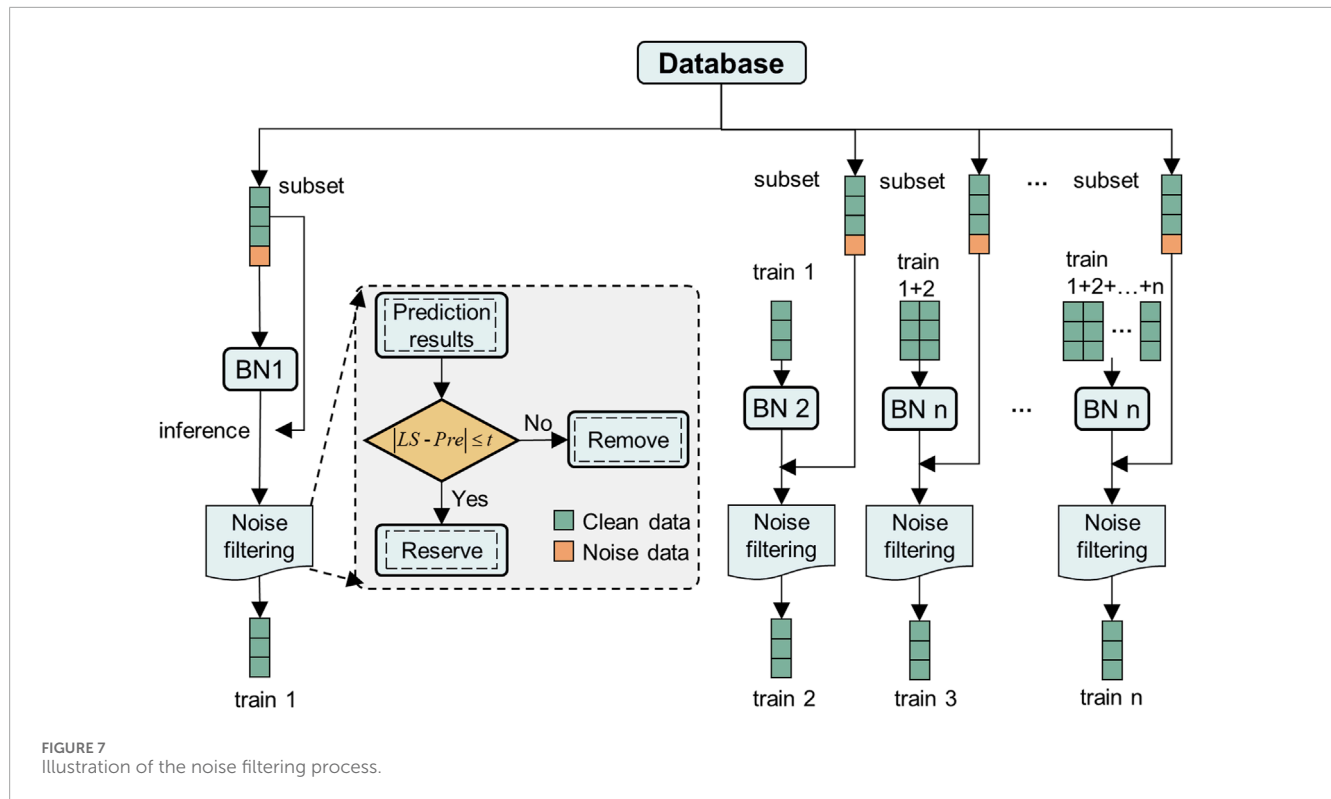 Database
subset
subset
subset
...
subset
train 1
train
1+2
train
1+2+...+n
...
Prediction
results
BN1
BN 2
BN n
...
BN n
inference
|LS - Pre| ≤ t
No
Remove
Yes
Reserve
Clean data
Noise data
Noise
filtering
Noise
filtering
Noise
filtering
Noise
filtering
train 1
train 2
train 3
train n
FIGURE 7
Illustration of the noise filtering process.